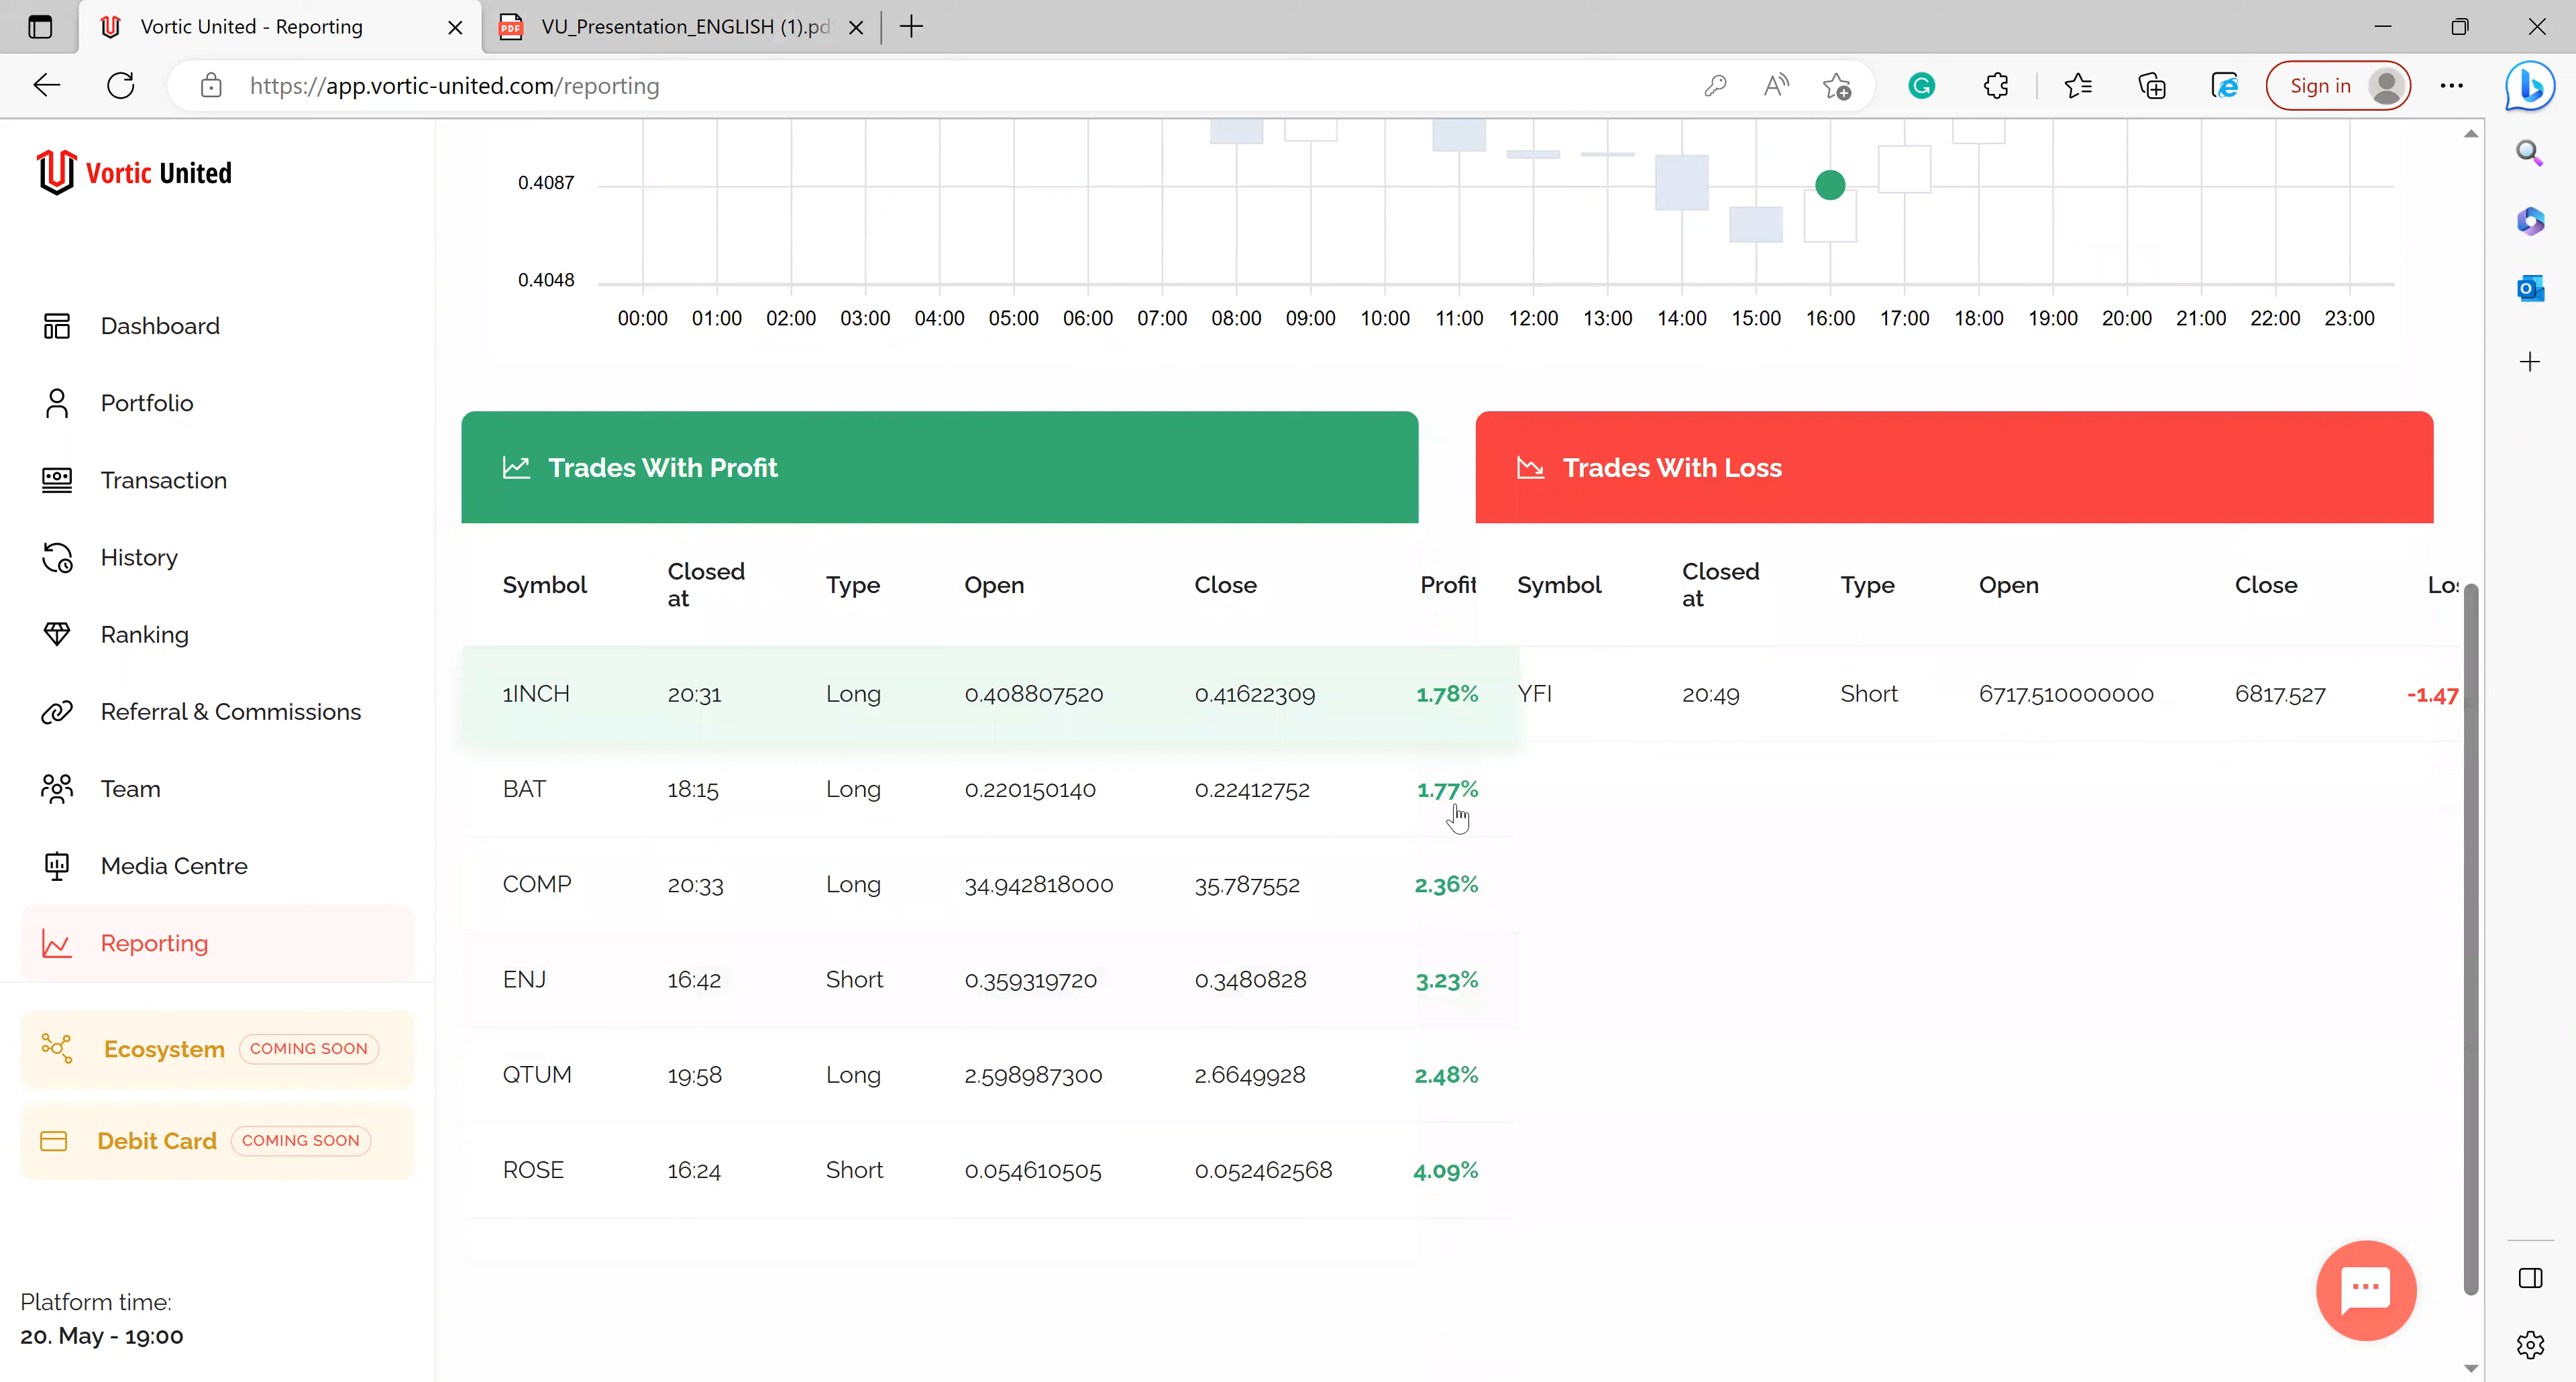 Vortic United - Reporting
VU_Presentation_ENGLISH (1).pd
https://app.vortic-united.com/reporting
Sign in
Vortic United
Dashboard
Portfolio
Transaction
History
Ranking
Referral & Commissions
Team
Media Centre
Reporting
Ecosystem COMING SOON
Debit Card COMING SOON
Platform time:
20. May - 19:00
0.4087
0.4048
00:00 01:00 02:00 03:00 04:00 05:00 06:00 07:00 08:00 09:00 10:00 11:00 12:00 13:00 14:00 15:00 16:00 17:00 18:00 19:00 20:00 21:00 22:00 23:00
Trades With Profit
Symbol Closed at Type Open Close Profit
1INCH 20:31 Long 0.408807520 0.41622309 1.78%
BAT 18:15 Long 0.220150140 0.22412752 1.77%
COMP 20:33 Long 34.942818000 35.787552 2.36%
ENJ 16:42 Short 0.359319720 0.3480828 3.23%
QTUM 19:58 Long 2.598987300 2.6649928 2.48%
ROSE 16:24 Short 0.054610505 0.052462568 4.09%
Trades With Loss
Symbol Closed at Type Open Close Los
YFI 20:49 Short 6717.510000000 6817.527 -1.47